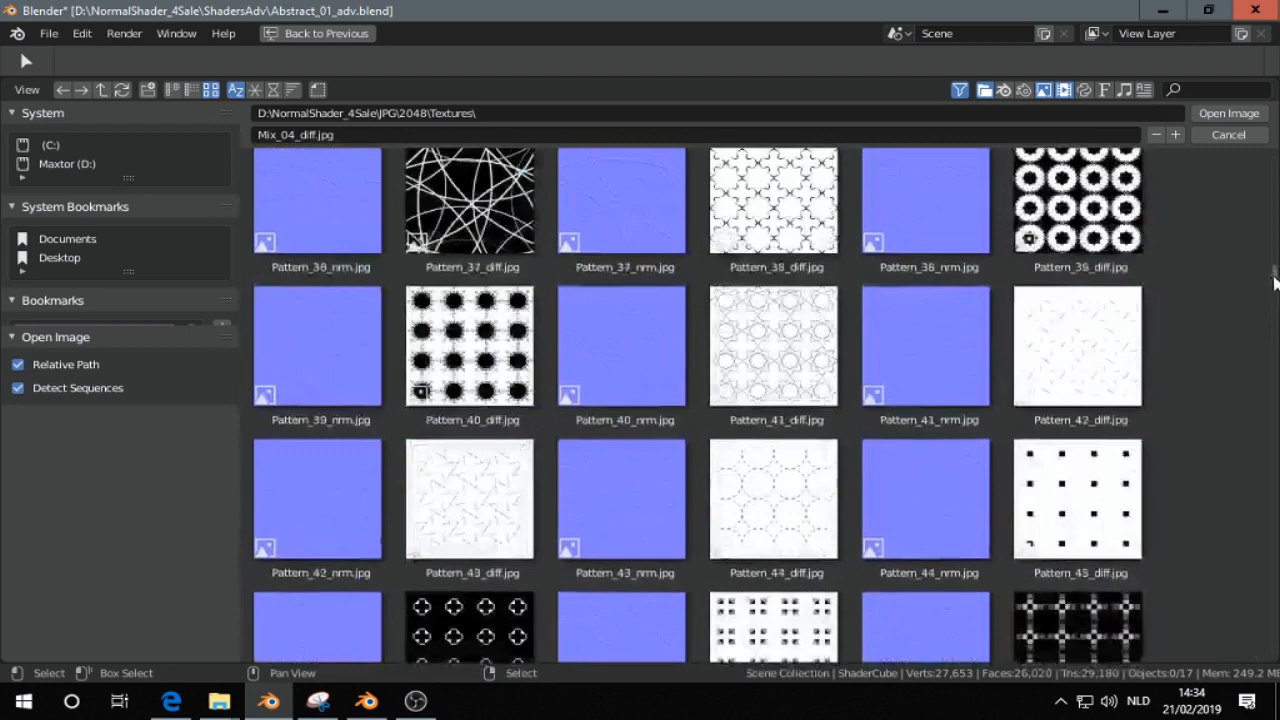 Blender* [D:\NormalShader_4Sale\ShadersAdv\Abstract_01_adv.blend]
File Edit Render Window Help Back to Previous Scene View Layer
View
System D:\NormalShader_4Sale\JPG\2048\Textures\ Open Image
Mix_04_diff.jpg Cancel
(C:)
Maxtor (D:)
System Bookmarks
Documents
Desktop
Bookmarks
Open Image
Relative Path
Detect Sequences
Pattern_36_nrm.jpg Pattern_37_diff.jpg Pattern_37_nrm.jpg Pattern_38_diff.jpg Pattern_38_nrm.jpg Pattern_39_diff.jpg
Pattern_39_nrm.jpg Pattern_40_diff.jpg Pattern_40_nrm.jpg Pattern_41_diff.jpg Pattern_41_nrm.jpg Pattern_42_diff.jpg
Pattern_42_nrm.jpg Pattern_43_diff.jpg Pattern_43_nrm.jpg Pattern_44_diff.jpg Pattern_44_nrm.jpg Pattern_45_diff.jpg
Select Box Select Pan View Select Scene Collection | ShaderCube | Verts:27,653 | Faces:26,020 | Tris:29,180 | Objects:0/17 | Mem: 249.2 M
NLD 14:34
21/02/2019